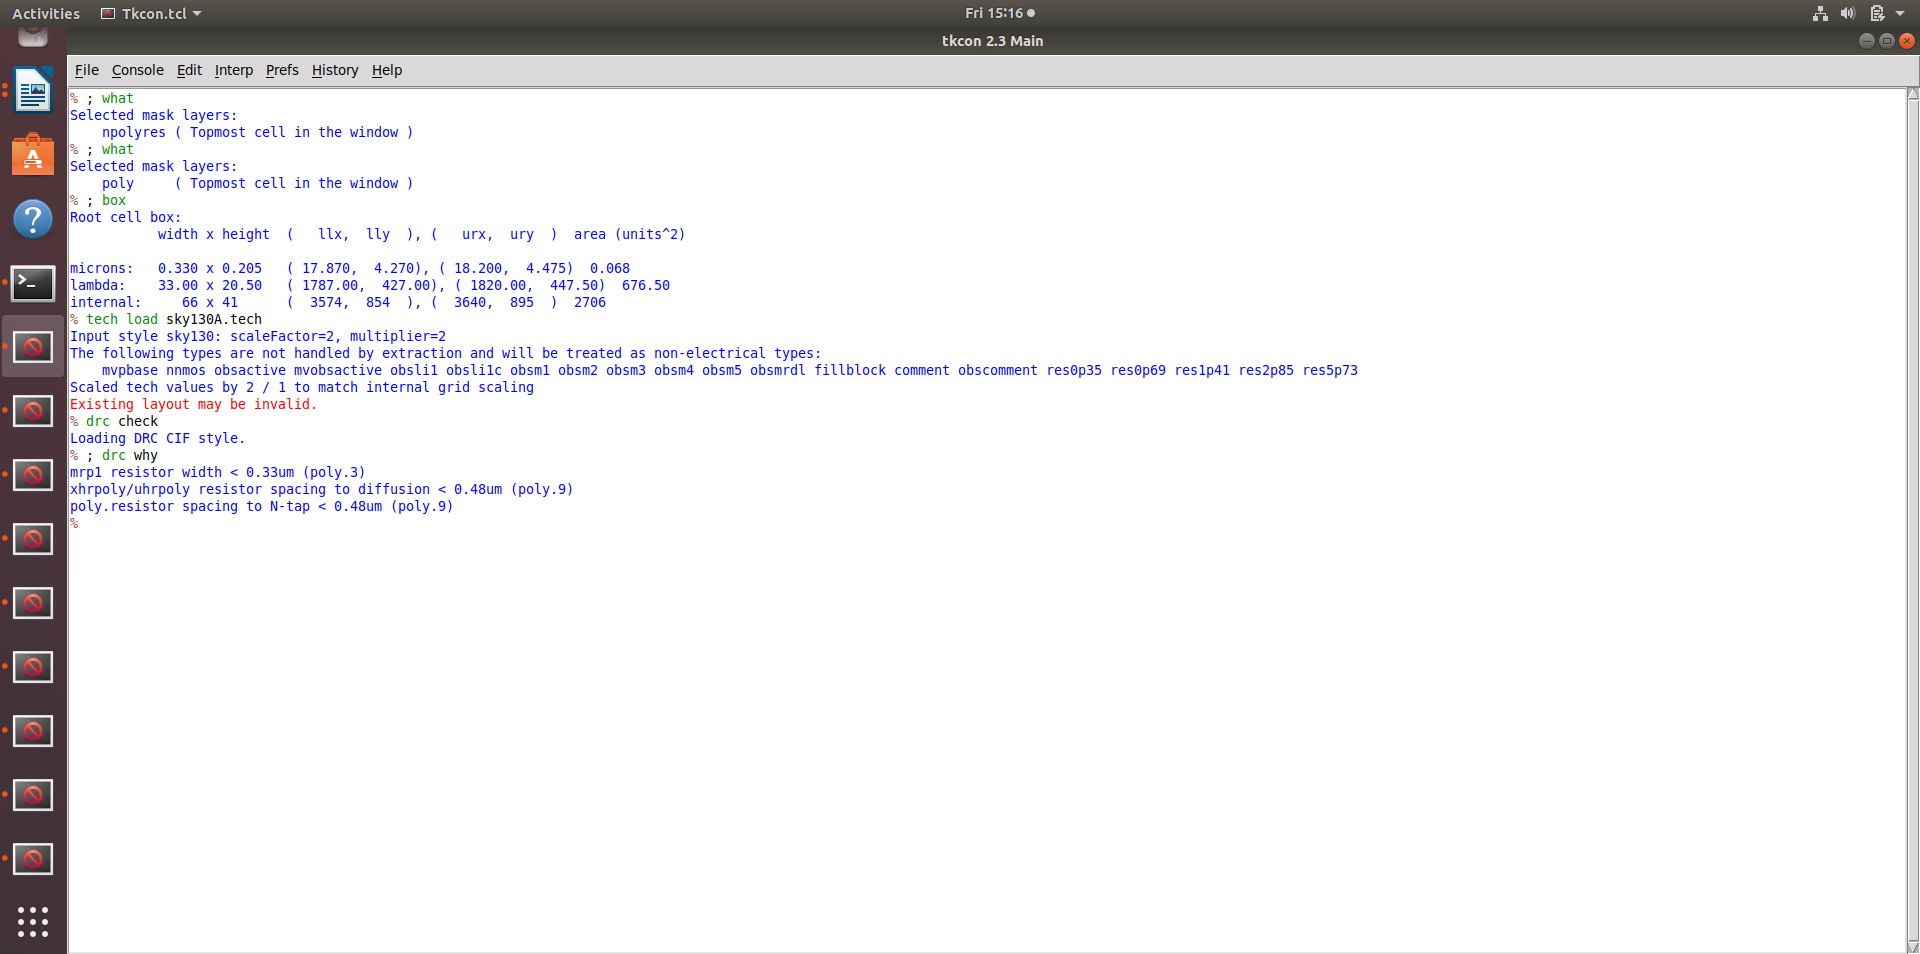 Activities Tkcon.tcl Fri 15:16
tkcon 2.3 Main
File Console Edit Interp Prefs History Help
% ; what
Selected mask layers:
npolyres ( Topmost cell in the window )
% ; what
Selected mask layers:
poly ( Topmost cell in the window )
% ; box
Root cell box:
width x height ( llx, lly ), ( urx, ury ) area (units^2)
microns: 0.330 x 0.205 ( 17.870, 4.270), ( 18.200, 4.475) 0.068
lambda: 33.00 x 20.50 ( 1787.00, 427.00), ( 1820.00, 447.50) 676.50
internal: 66 x 41 ( 3574, 854 ), ( 3640, 895 ) 2706
% tech load sky130A.tech
Input style sky130: scaleFactor=2, multiplier=2
The following types are not handled by extraction and will be treated as non-electrical types:
mvpbase nnmos obsactive mvobsactive obsli1 obsli1c obsm1 obsm2 obsm3 obsm4 obsm5 obsmrdl fillblock comment obscomment res0p35 res0p69 res1p41 res2p85 res5p73
Scaled tech values by 2 / 1 to match internal grid scaling
Existing layout may be invalid.
% drc check
Loading DRC CIF style.
% ; drc why
mrp1 resistor width < 0.33um (poly.3)
xhrpoly/uhrpoly resistor spacing to diffusion < 0.48um (poly.9)
poly.resistor spacing to N-tap < 0.48um (poly.9)
%